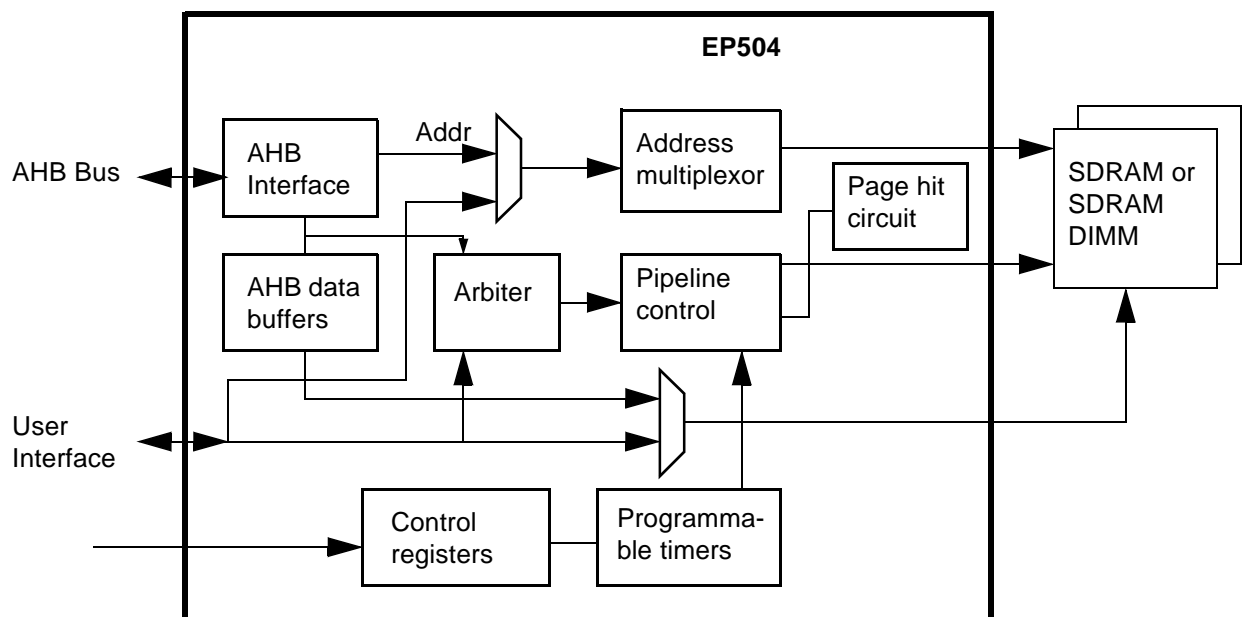 EP504
AHB Bus
AHB
Interface
Addr
Address
multiplexor
Page hit
circuit
SDRAM or
SDRAM
DIMM
AHB data
buffers
Arbiter
Pipeline
control
User
Interface
Control
registers
Programma-
ble timers